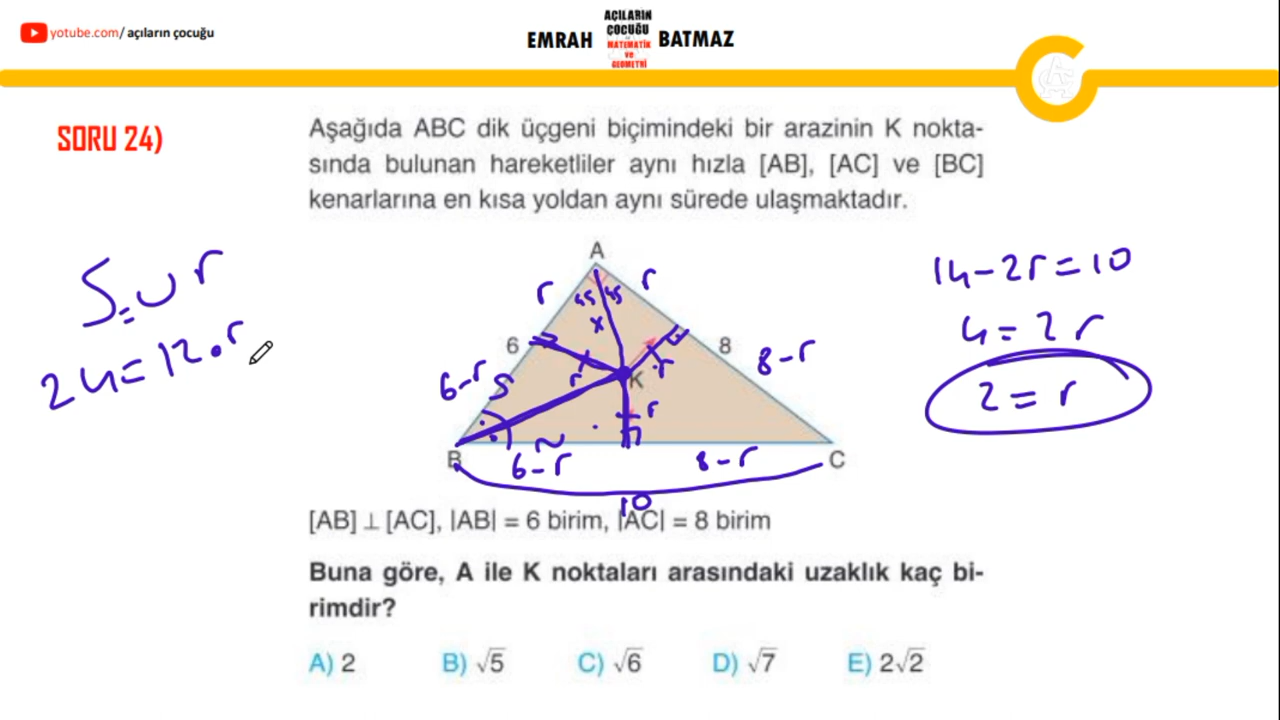 yotube.com/ açıların çocuğu
EMRAH
AÇILARIN
ÇOCUĞU
ile
MATEMATİK
ve
GEOMETRİ
BATMAZ
SORU 24)
Aşağıda ABC dik üçgeni biçimindeki bir arazinin K nokta-
sında bulunan hareketliler aynı hızla [AB], [AC] ve [BC]
kenarlarına en kısa yoldan aynı sürede ulaşmaktadır.
S=u r
24=12.r
A
r
r
45
45
x
6
8
6-r
8-r
K
r
r
r
B
6-r
8-r
C
10
14-2r=10
4=2r
2=r
[AB] ⊥ [AC], |AB| = 6 birim, |AC| = 8 birim
Buna göre, A ile K noktaları arasındaki uzaklık kaç bi-
rimdir?
A) 2 B) √5 C) √6 D) √7 E) 2√2